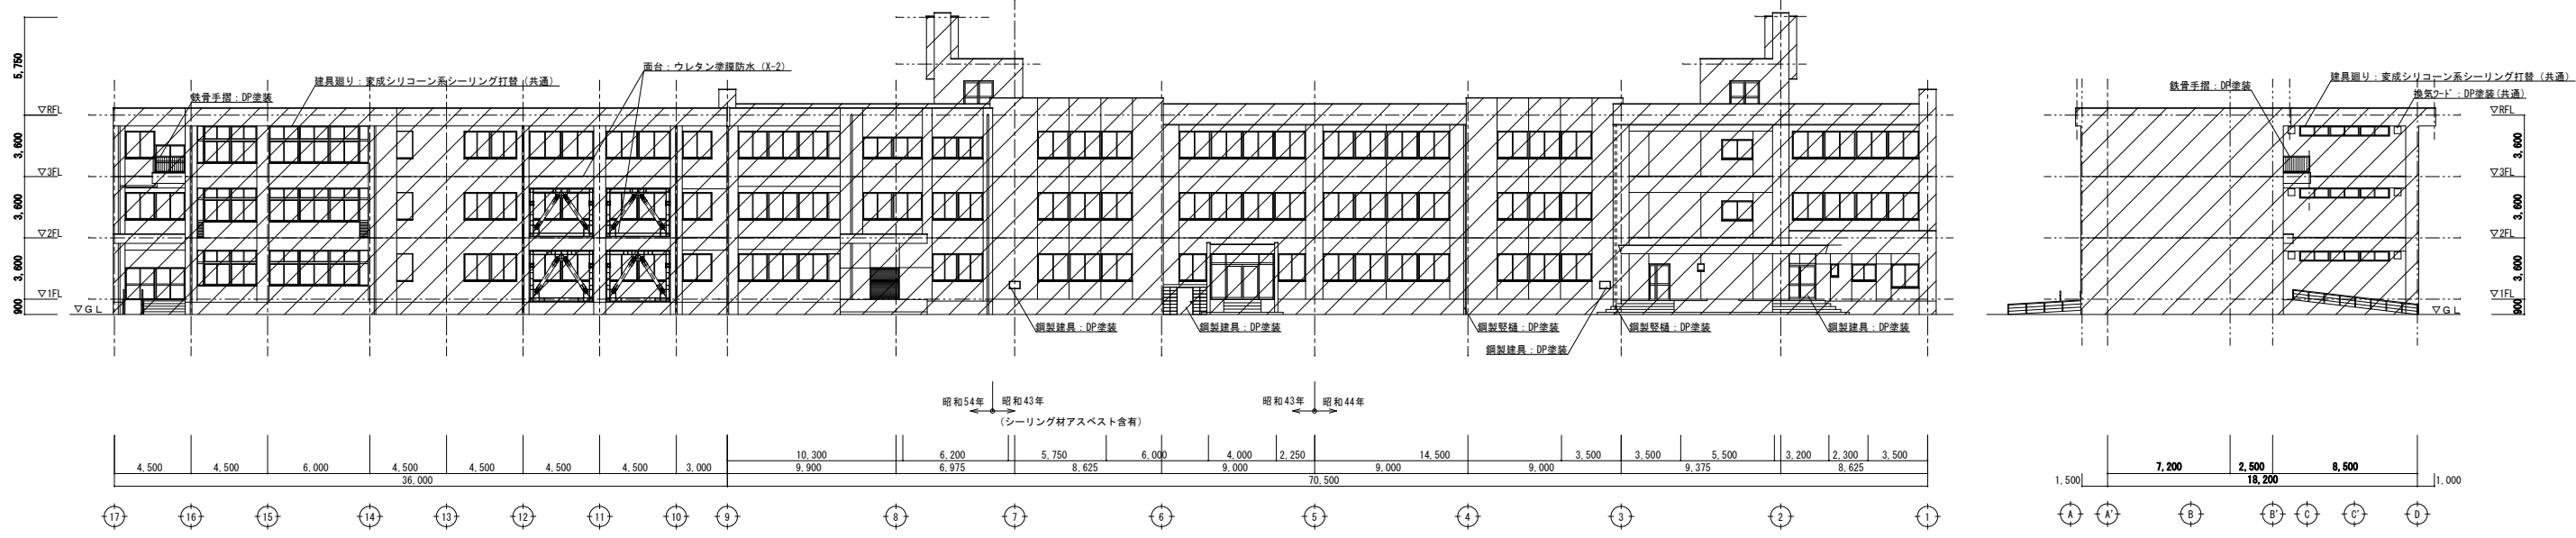 5,750
3,600
3,600
3,600
900
▽RFL
▽3FL
▽2FL
▽1FL
▽GL
鉄骨手摺：DP塗装
建具廻り：変成シリコーン系シーリング打替（共通）
面台：ウレタン塗膜防水（X-2）
鋼製建具：DP塗装
鋼製建具：DP塗装
鋼製竪樋：DP塗装
鋼製建具：DP塗装
鋼製竪樋：DP塗装
鋼製建具：DP塗装
昭和54年 昭和43年
（シーリング材アスベスト含有）
昭和43年 昭和44年
10,300 6,200 5,750 6,000 4,000 2,250 14,500 3,500 3,500 5,500 3,200 2,300 3,500
4,500 4,500 6,000 4,500 4,500 4,500 4,500 3,000 9,900 6,975 8,625 9,000 9,000 9,000 9,375 8,625
36,000 70,500
17 16 15 14 13 12 11 10 9 8 7 6 5 4 3 2 1
鉄骨手摺：DP塗装
建具廻り：変成シリコーン系シーリング打替（共通）
換気フード：DP塗装（共通）
▽RFL
▽3FL
▽2FL
▽1FL
▽GL
3,600
3,600
3,600
900
7,200 2,500 8,500
1,500 18,200 1,000
A A' B B' C C' D